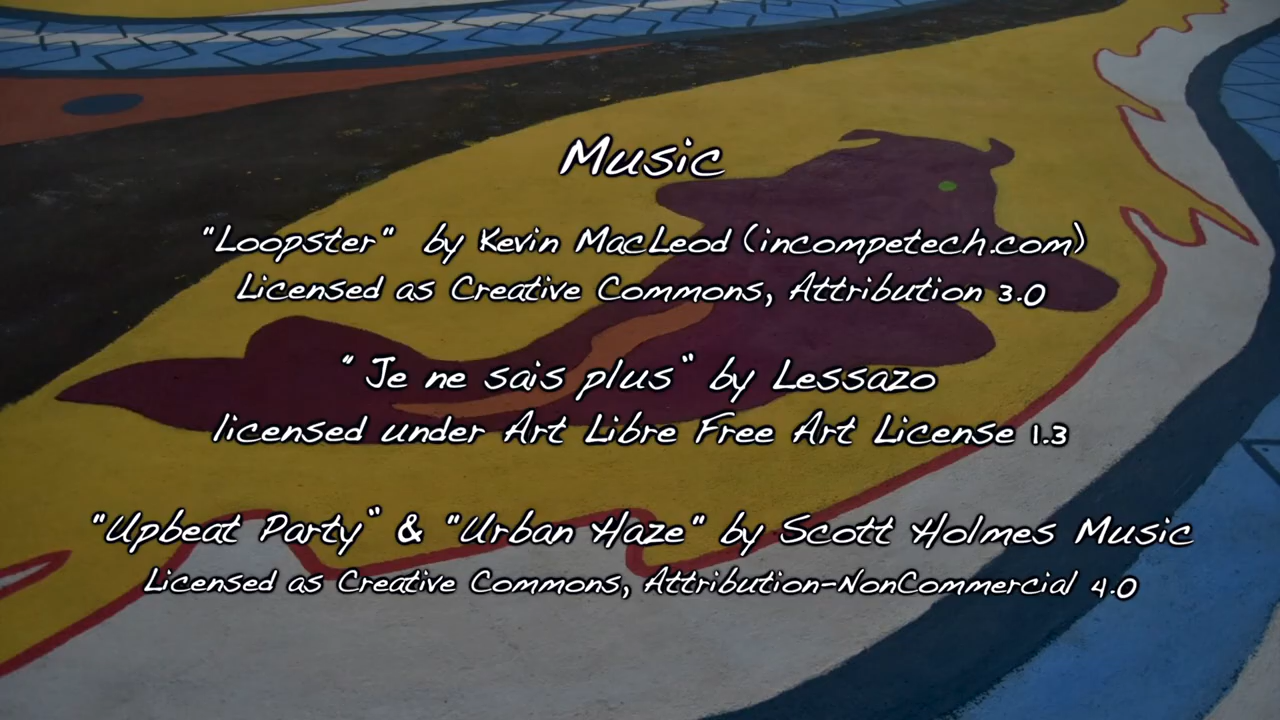 Music
"Loopster" by Kevin MacLeod (incompetech.com)
Licensed as Creative Commons, Attribution 3.0
"Je ne sais plus" by Lessazo
licensed under Art Libre Free Art License 1.3
"Upbeat Party" & "Urban Haze" by Scott Holmes Music
Licensed as Creative Commons, Attribution-NonCommercial 4.0